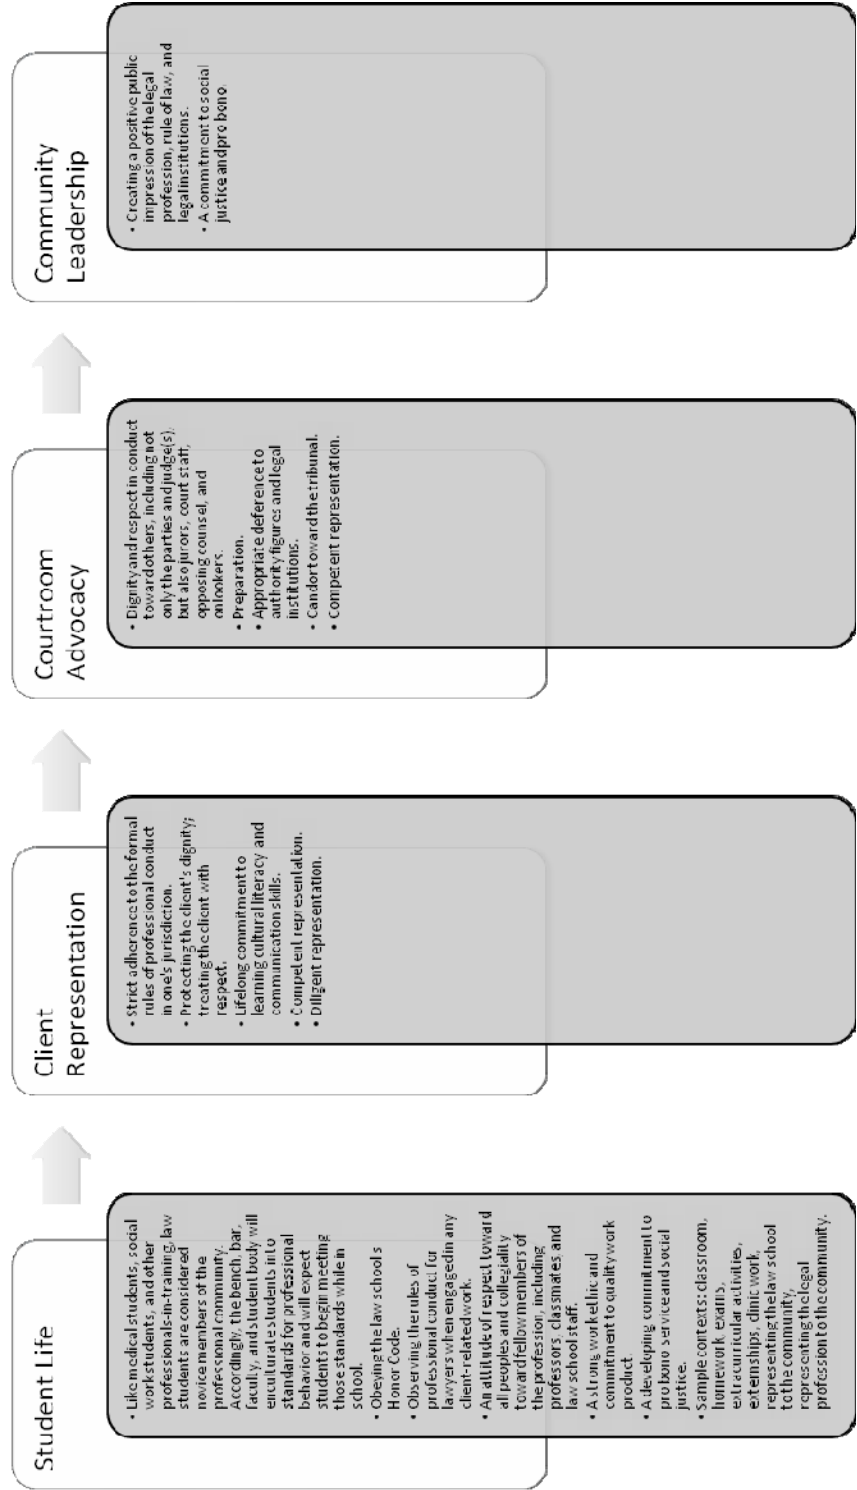 Student Life
• Like medical students, social
work students, and other
professionals-in-training, law
students are considered
novice members of the
professional community.
Accordingly, the bench, bar,
faculty, and student body will
enculturate students into
standards for professional
behavior and will expect
students to begin meeting
those standards while in
school.
• Obeying the law school's
Honor Code.
• Observing the rules of
professional conduct for
lawyers when engaged in any
client-related work.
• An attitude of respect toward
all peoples and collegiality
toward fellow members of
the profession, including
professors, classmates, and
law school staff.
• A strong work ethic and
commitment to quality work
product.
• A developing commitment to
pro bono service and social
justice.
• Sample contexts: classroom,
homework, exams,
extracurricular activities,
externships, clinic work,
representing the law school
to the community,
representing the legal
profession to the community.
Client
Representation
• Strict adherence to the formal
rules of professional conduct
in one's jurisdiction.
• Protecting the client's dignity;
treating the client with
respect.
• Lifelong commitment to
learning cultural literacy and
communication skills.
• Competent representation.
• Diligent representation.
Courtroom
Advocacy
• Dignity and respect in conduct
toward others, including not
only the parties and judge(s),
but also jurors, court staff,
opposing counsel, and
onlookers.
• Preparation.
• Appropriate deference to
authority figures and legal
institutions.
• Candor toward the tribunal.
• Competent representation.
Community
Leadership
• Creating a positive public
impression of the legal
profession, rule of law, and
legal institutions.
• A commitment to social
justice and pro bono.